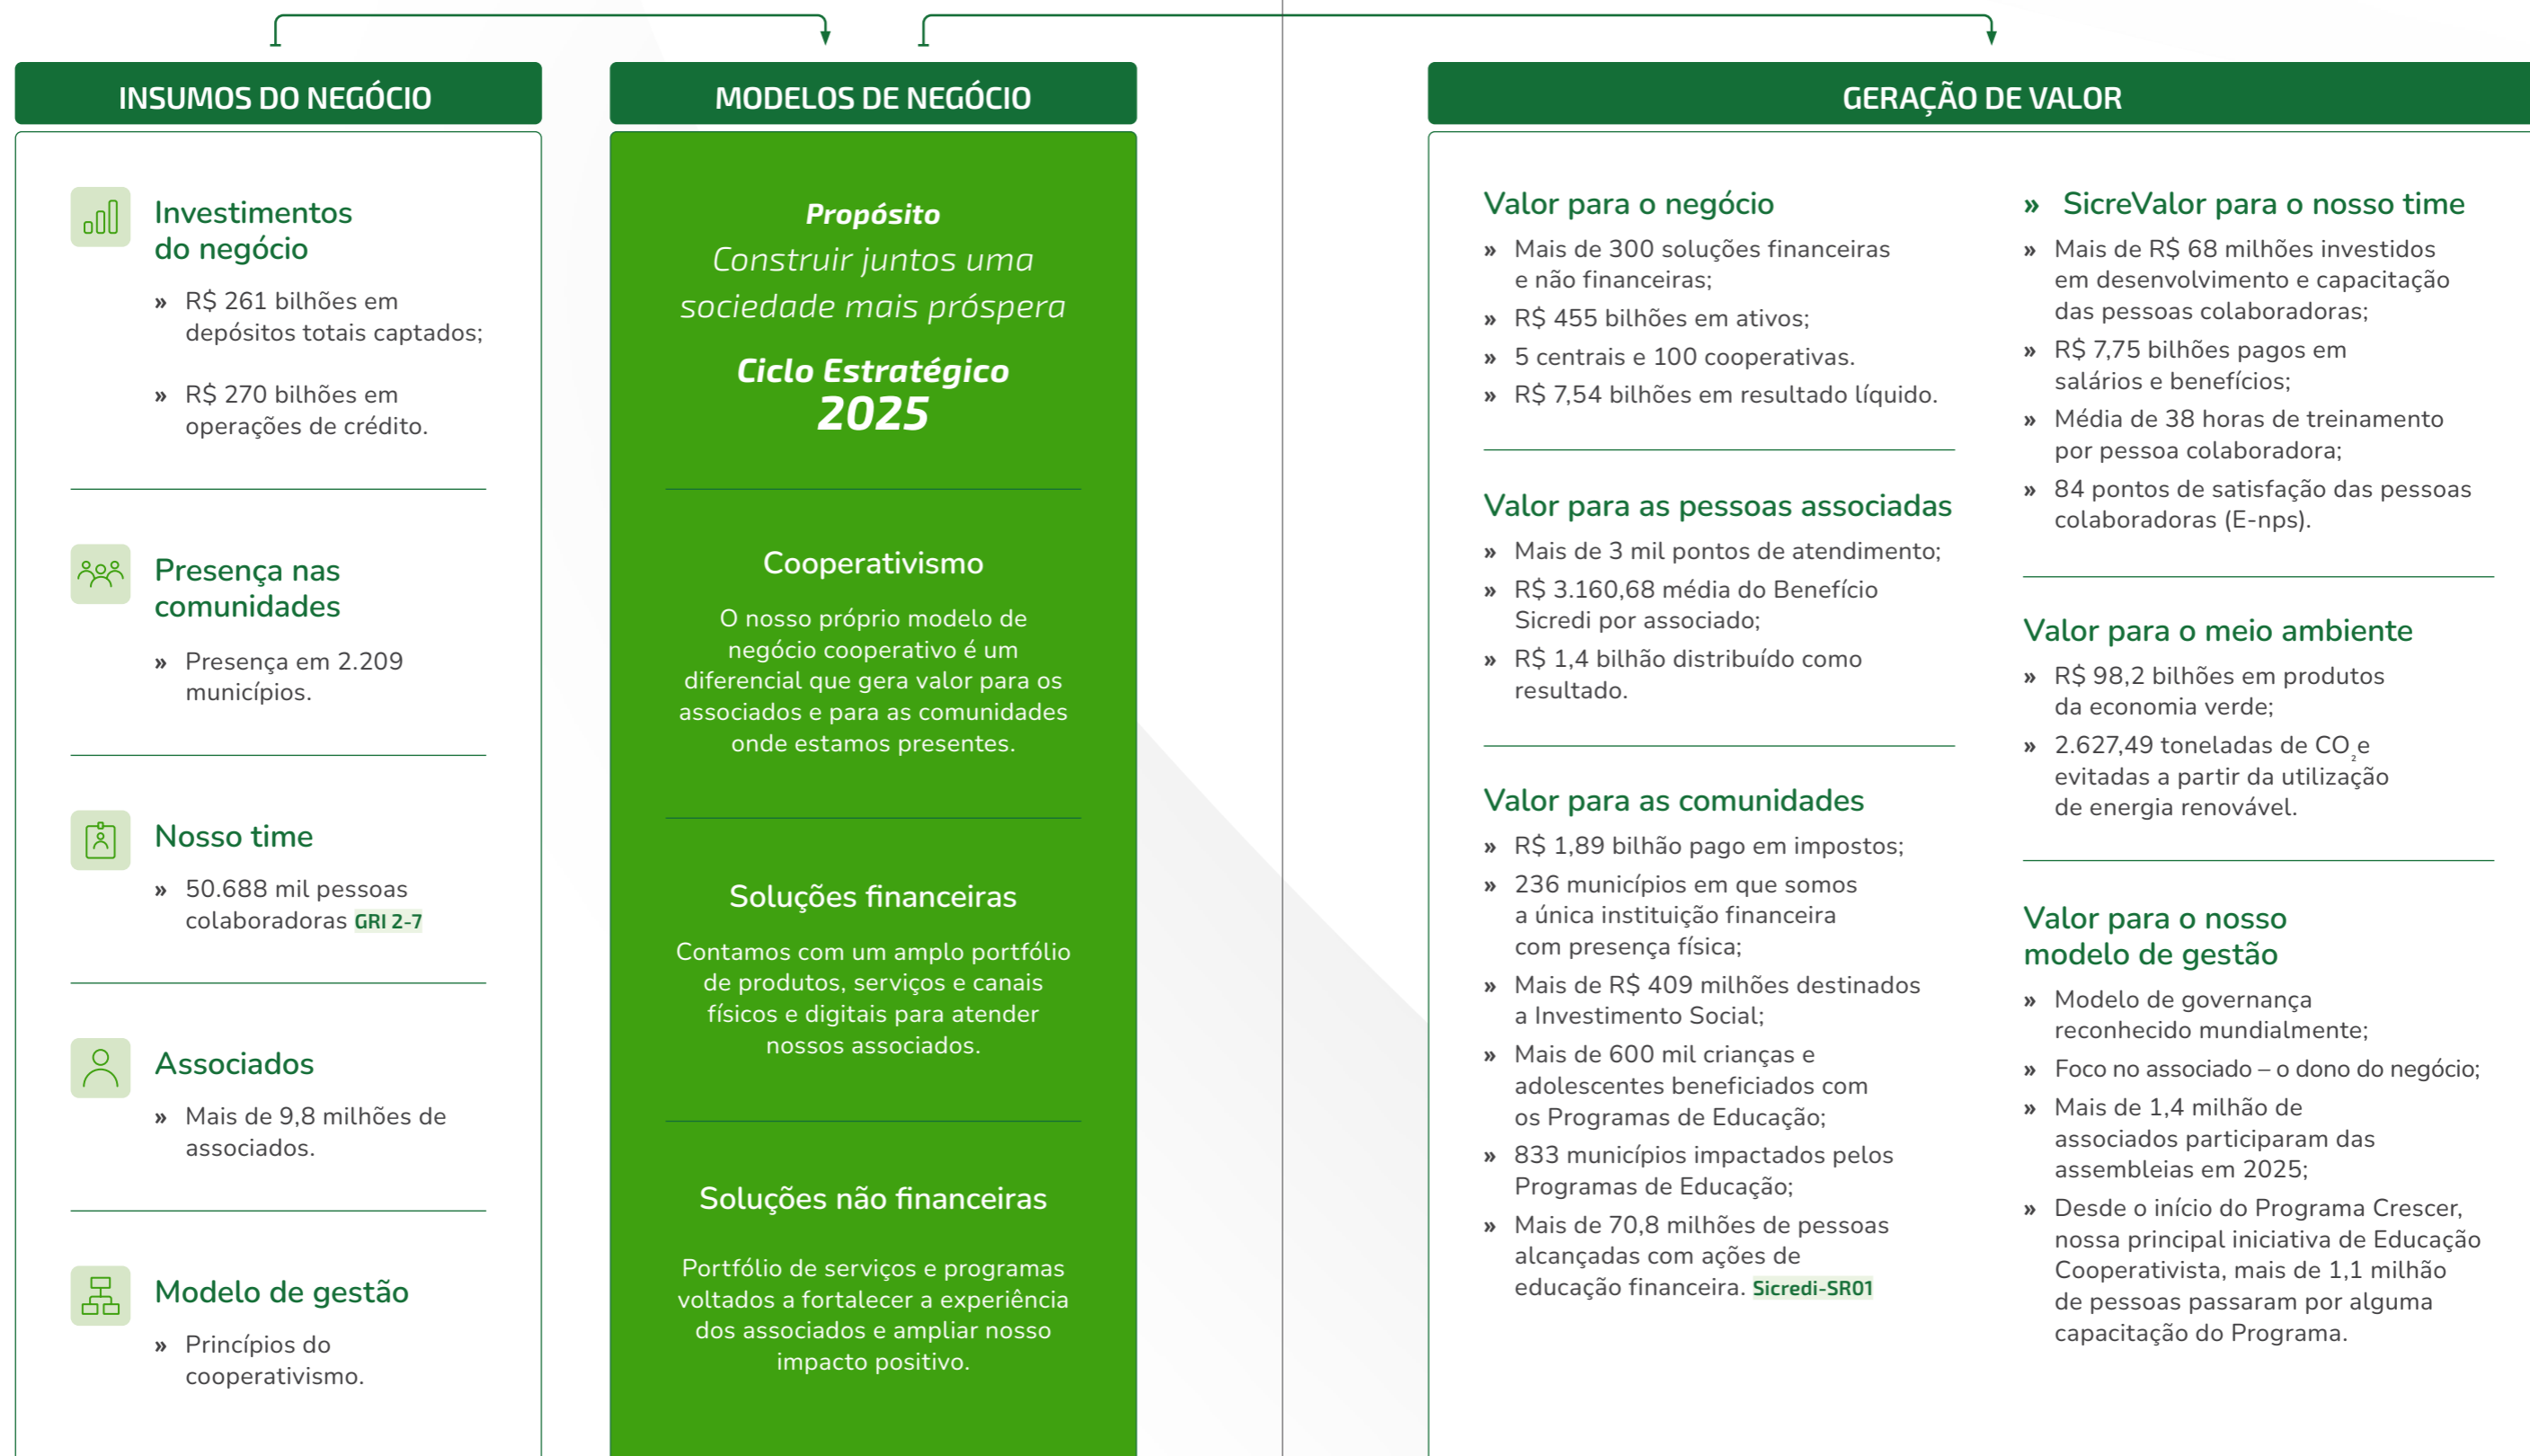 INSUMOS DO NEGÓCIO
Investimentos
do negócio
» R$ 261 bilhões em
depósitos totais captados;
» R$ 270 bilhões em
operações de crédito.
Presença nas
comunidades
» Presença em 2.209
municípios.
Nosso time
» 50.688 mil pessoas
colaboradoras GRI 2-7
Associados
» Mais de 9,8 milhões de
associados.
Modelo de gestão
» Princípios do
cooperativismo.
MODELOS DE NEGÓCIO
Propósito
Construir juntos uma
sociedade mais próspera
Ciclo Estratégico
2025
Cooperativismo
O nosso próprio modelo de
negócio cooperativo é um
diferencial que gera valor para os
associados e para as comunidades
onde estamos presentes.
Soluções financeiras
Contamos com um amplo portfólio
de produtos, serviços e canais
físicos e digitais para atender
nossos associados.
Soluções não financeiras
Portfólio de serviços e programas
voltados a fortalecer a experiência
dos associados e ampliar nosso
impacto positivo.
GERAÇÃO DE VALOR
Valor para o negócio
» Mais de 300 soluções financeiras
e não financeiras;
» R$ 455 bilhões em ativos;
» 5 centrais e 100 cooperativas.
» R$ 7,54 bilhões em resultado líquido.
Valor para as pessoas associadas
» Mais de 3 mil pontos de atendimento;
» R$ 3.160,68 média do Benefício
Sicredi por associado;
» R$ 1,4 bilhão distribuído como
resultado.
Valor para as comunidades
» R$ 1,89 bilhão pago em impostos;
» 236 municípios em que somos
a única instituição financeira
com presença física;
» Mais de R$ 409 milhões destinados
a Investimento Social;
» Mais de 600 mil crianças e
adolescentes beneficiados com
os Programas de Educação;
» 833 municípios impactados pelos
Programas de Educação;
» Mais de 70,8 milhões de pessoas
alcançadas com ações de
educação financeira. Sicredi-SR01
» SicreValor para o nosso time
» Mais de R$ 68 milhões investidos
em desenvolvimento e capacitação
das pessoas colaboradoras;
» R$ 7,75 bilhões pagos em
salários e benefícios;
» Média de 38 horas de treinamento
por pessoa colaboradora;
» 84 pontos de satisfação das pessoas
colaboradoras (E-nps).
Valor para o meio ambiente
» R$ 98,2 bilhões em produtos
da economia verde;
» 2.627,49 toneladas de CO₂e
evitadas a partir da utilização
de energia renovável.
Valor para o nosso
modelo de gestão
» Modelo de governança
reconhecido mundialmente;
» Foco no associado – o dono do negócio;
» Mais de 1,4 milhão de
associados participaram das
assembleias em 2025;
» Desde o início do Programa Crescer,
nossa principal iniciativa de Educação
Cooperativista, mais de 1,1 milhão
de pessoas passaram por alguma
capacitação do Programa.